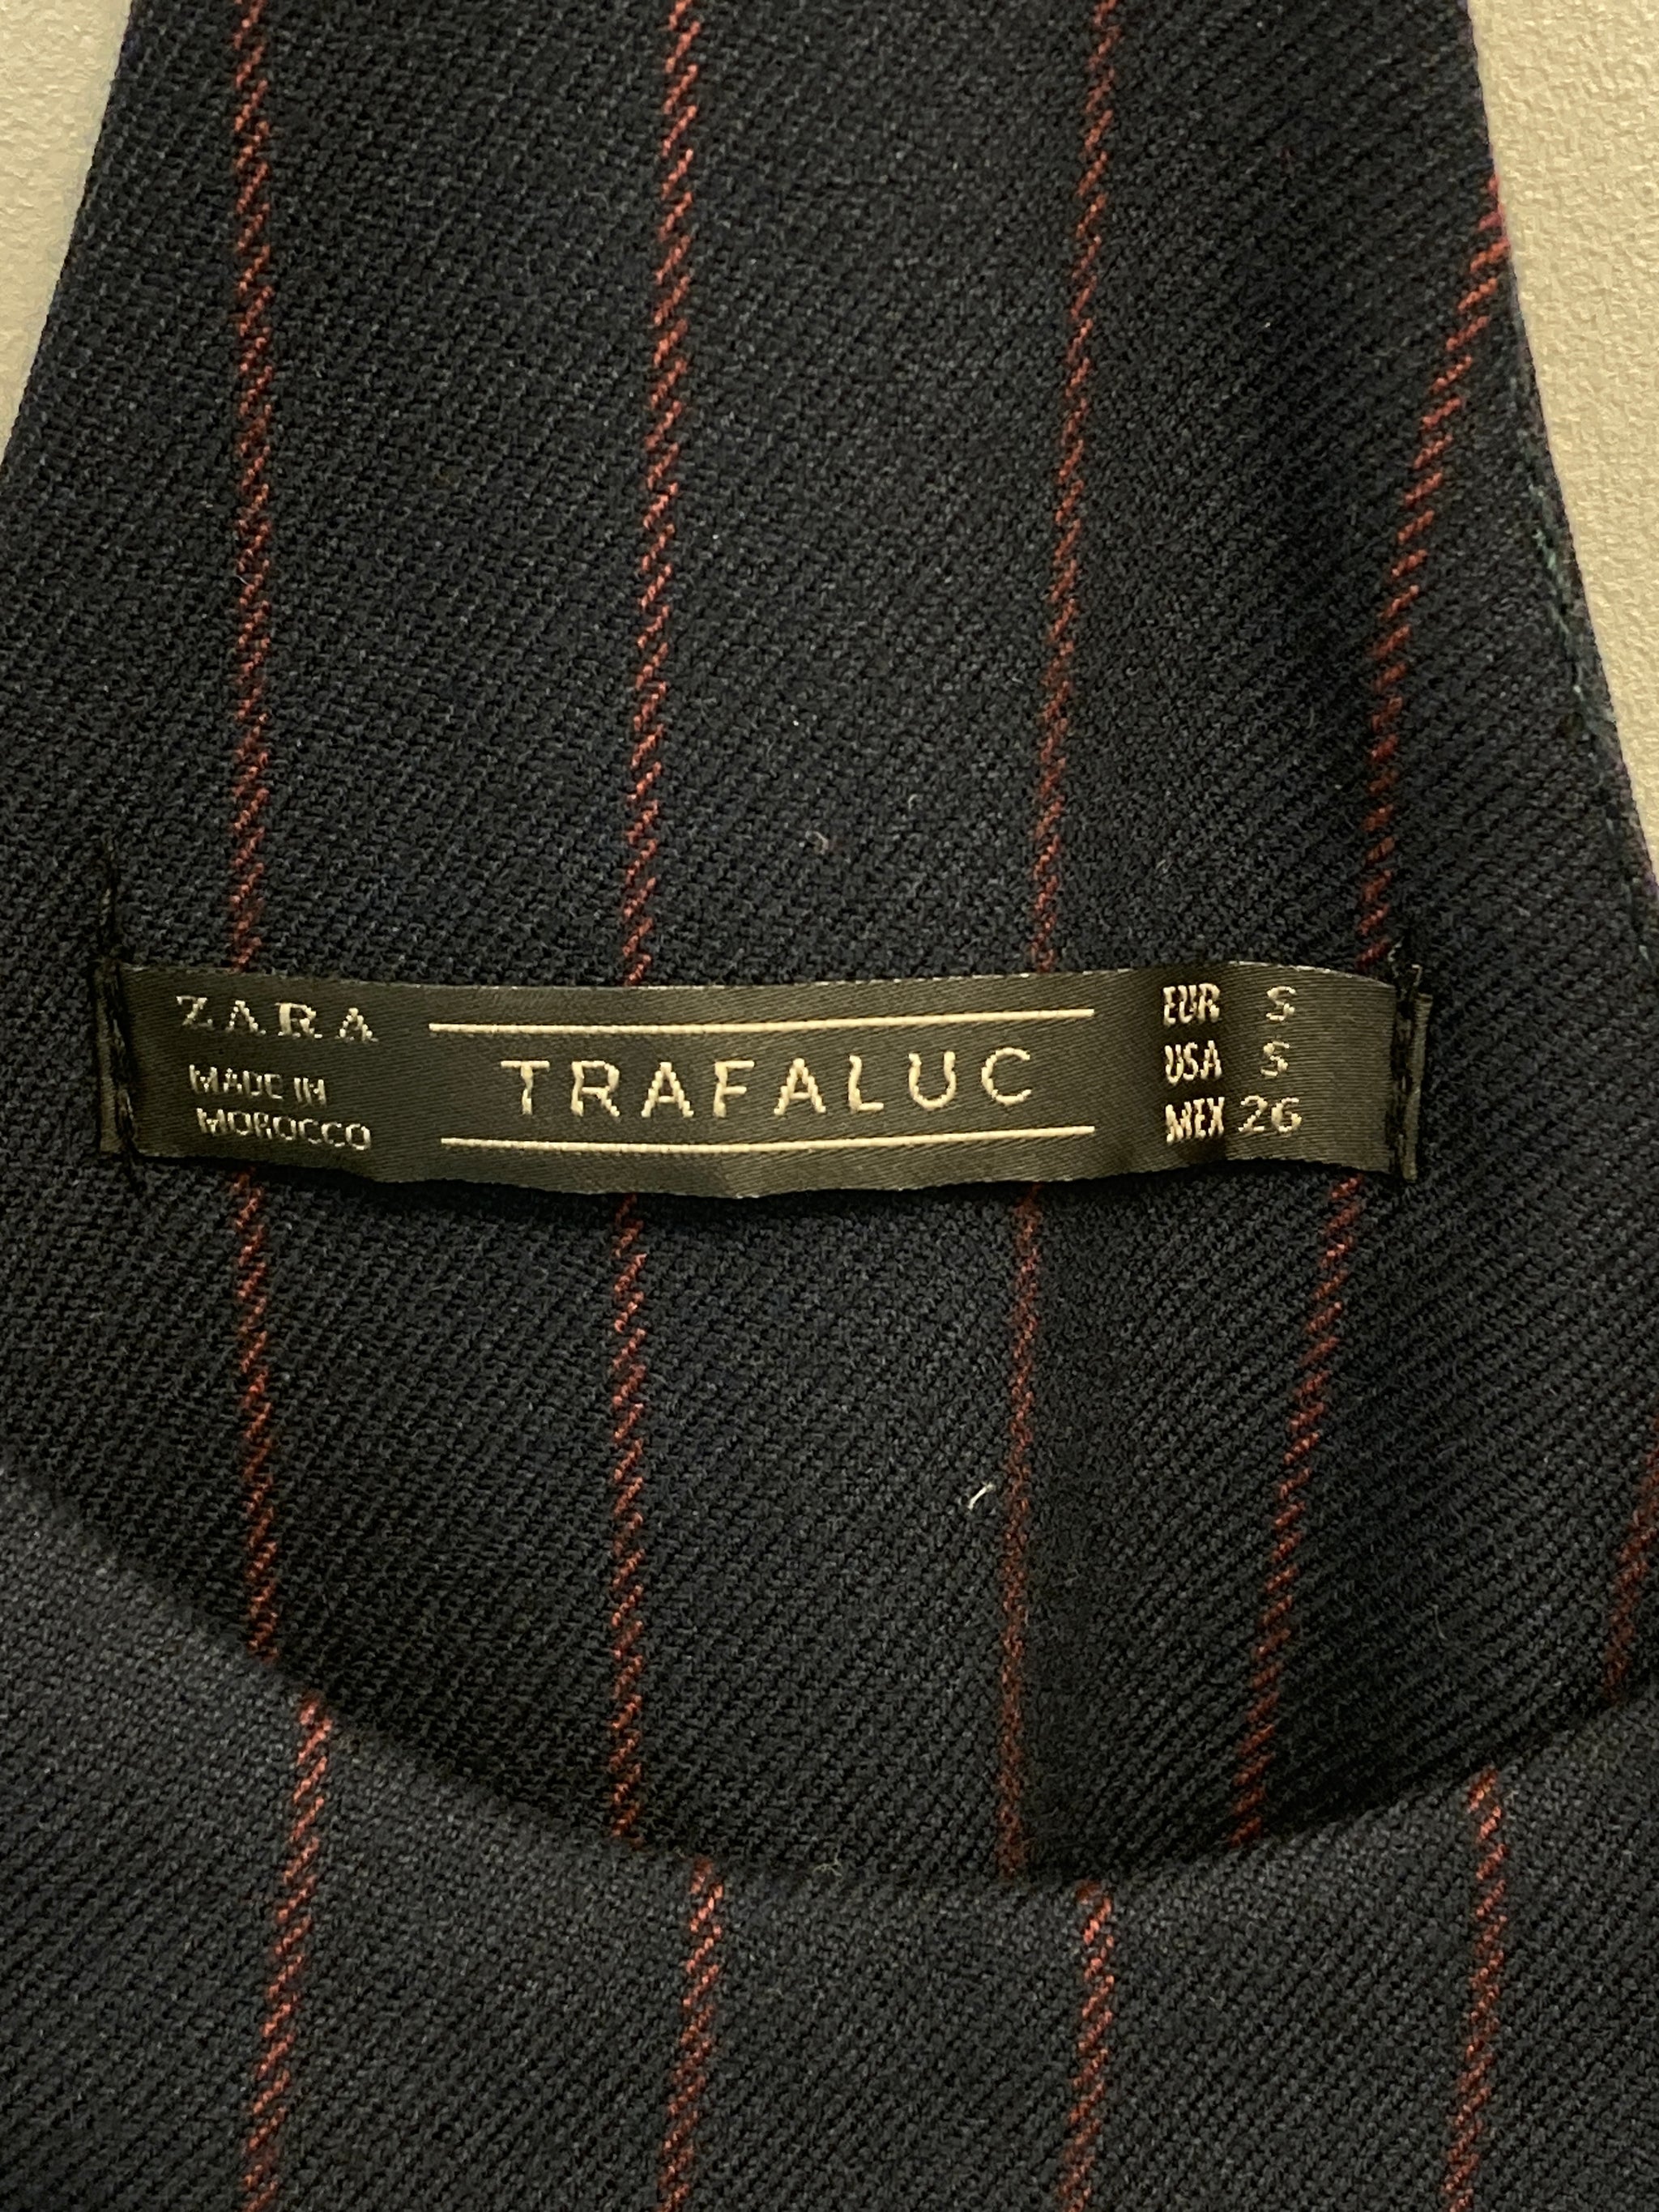 ZARA
MADE IN
MOROCCO
TRAFALUC
EUR S
USA S
MEX 26